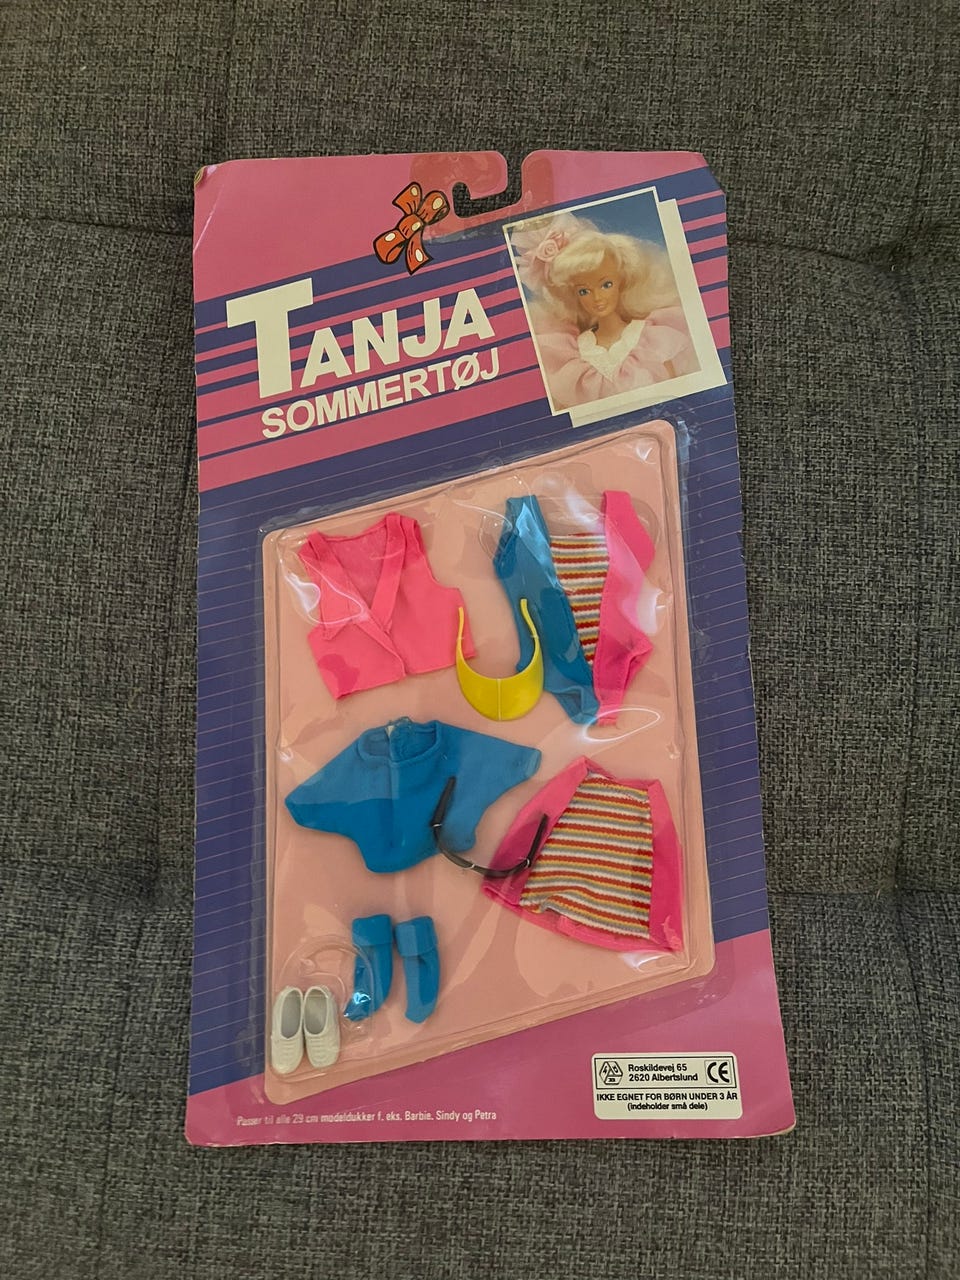 TANJA
SOMMERTØJ
Roskildevej 65
2620 Albertslund
CE
IKKE EGNET FOR BØRN UNDER 3 ÅR
(indeholder små dele)
Passer til alle 29 cm modeldukker f. eks. Barbie, Sindy og Petra